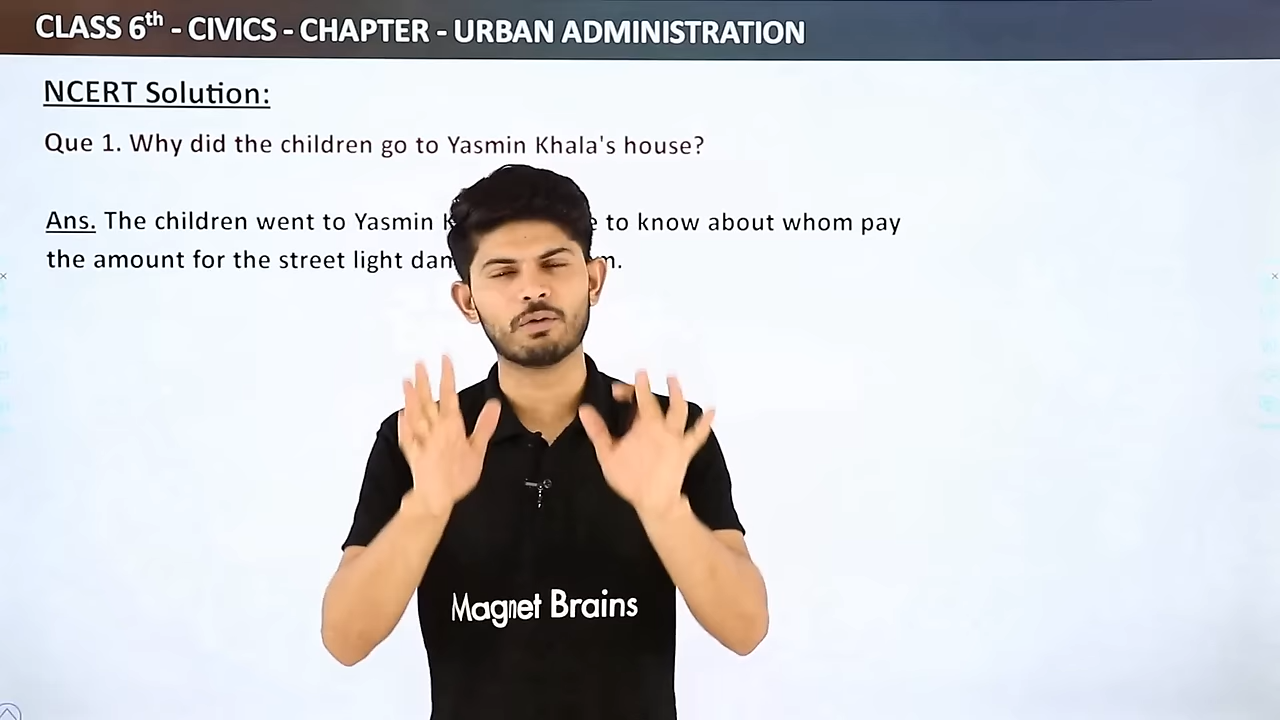 CLASS 6th - CIVICS - CHAPTER - URBAN ADMINISTRATION
NCERT Solution:
Que 1. Why did the children go to Yasmin Khala's house?
Ans. The children went to Yasmin to know about whom pay
the amount for the street light
Magnet Brains